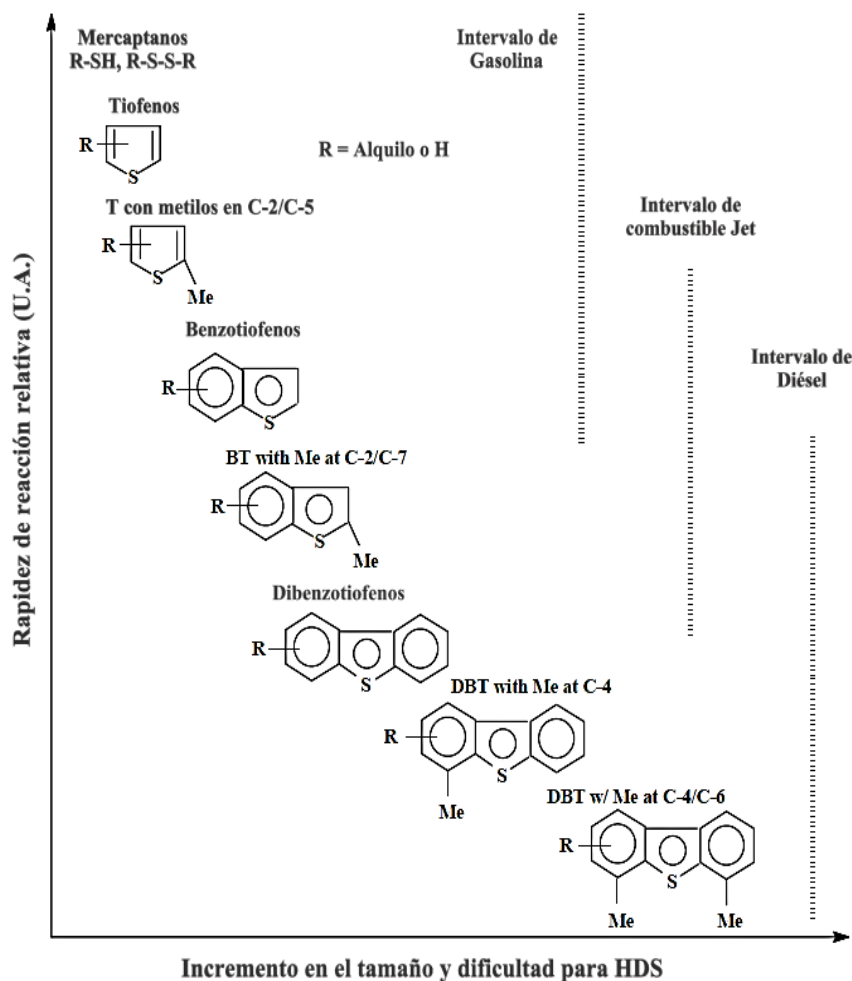 Mercaptanos
R-SH, R-S-S-R
Intervalo de
Gasolina
Tiofenos
R
S
R = Alquilo o H
T con metilos en C-2/C-5
R
S
Me
Intervalo de
combustible Jet
Benzotiofenos
R
S
Intervalo de
Diésel
BT with Me at C-2/C-7
R
S
Me
Dibenzotiofenos
R
S
DBT with Me at C-4
R
S
Me
DBT w/ Me at C-4/C-6
R
S
Me
Me
Rapidez de reacción relativa (U.A.)
Incremento en el tamaño y dificultad para HDS